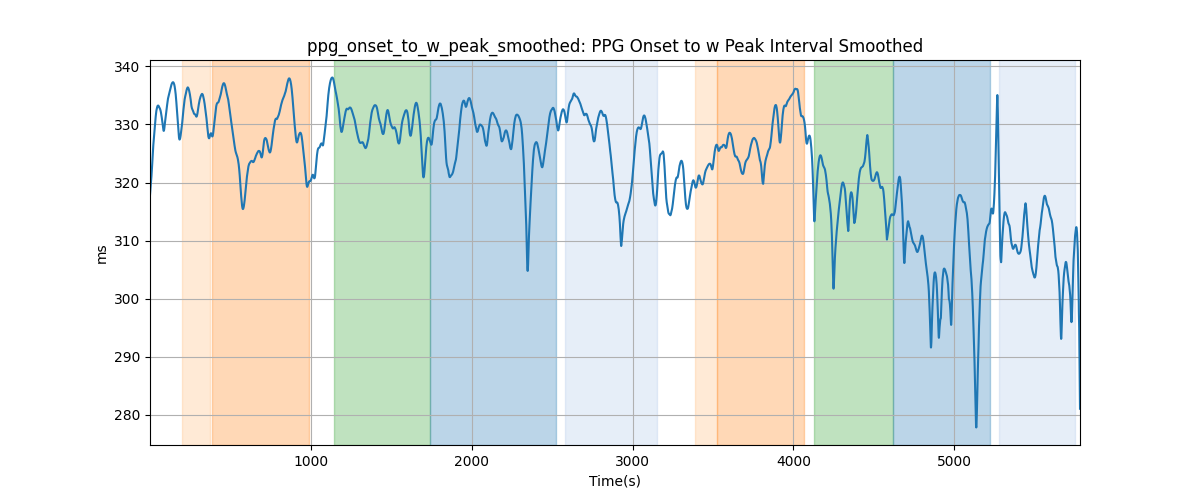 ppg_onset_to_w_peak_smoothed: PPG Onset to w Peak Interval Smoothed
340
330
320
310
300
290
280
ms
1000 2000 3000 4000 5000
Time(s)